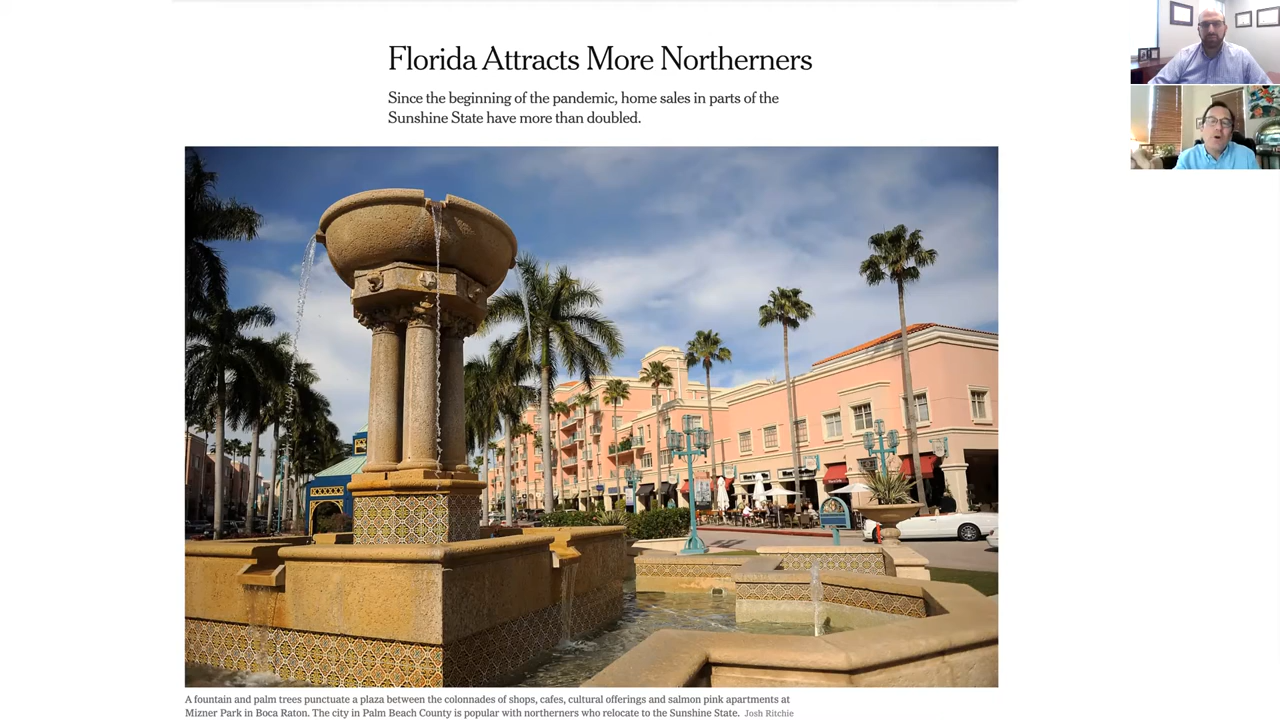 Florida Attracts More Northerners
Since the beginning of the pandemic, home sales in parts of the
Sunshine State have more than doubled.
A fountain and palm trees punctuate a plaza between the colonnades of shops, cafes, cultural offerings and salmon pink apartments at
Mizner Park in Boca Raton. The city in Palm Beach County is popular with northerners who relocate to the Sunshine State. Josh Ritchie